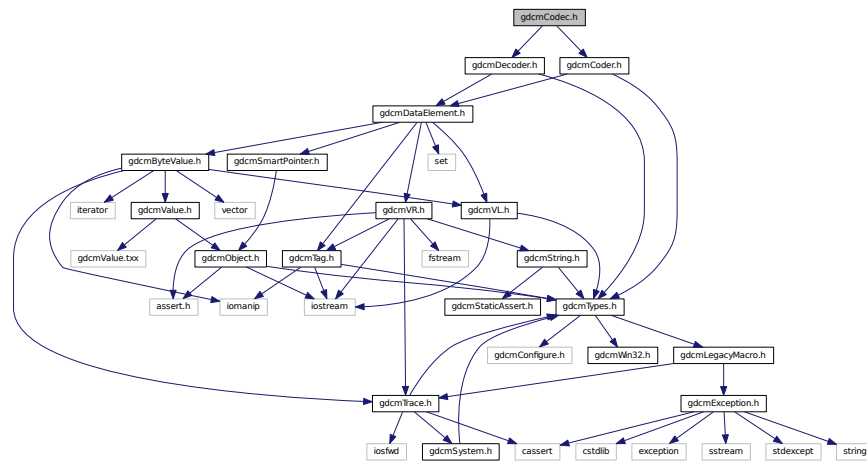 gdcmCodec.h
gdcmDecoder.h gdcmCoder.h
gdcmDataElement.h
gdcmByteValue.h gdcmSmartPointer.h set
iterator gdcmValue.h vector gdcmVR.h gdcmVL.h
gdcmValue.txx gdcmObject.h gdcmTag.h fstream gdcmString.h
assert.h iomanip iostream gdcmStaticAssert.h gdcmTypes.h
gdcmConfigure.h gdcmWin32.h gdcmLegacyMacro.h
gdcmTrace.h gdcmException.h
iosfwd gdcmSystem.h cassert cstdlib exception sstream stdexcept string